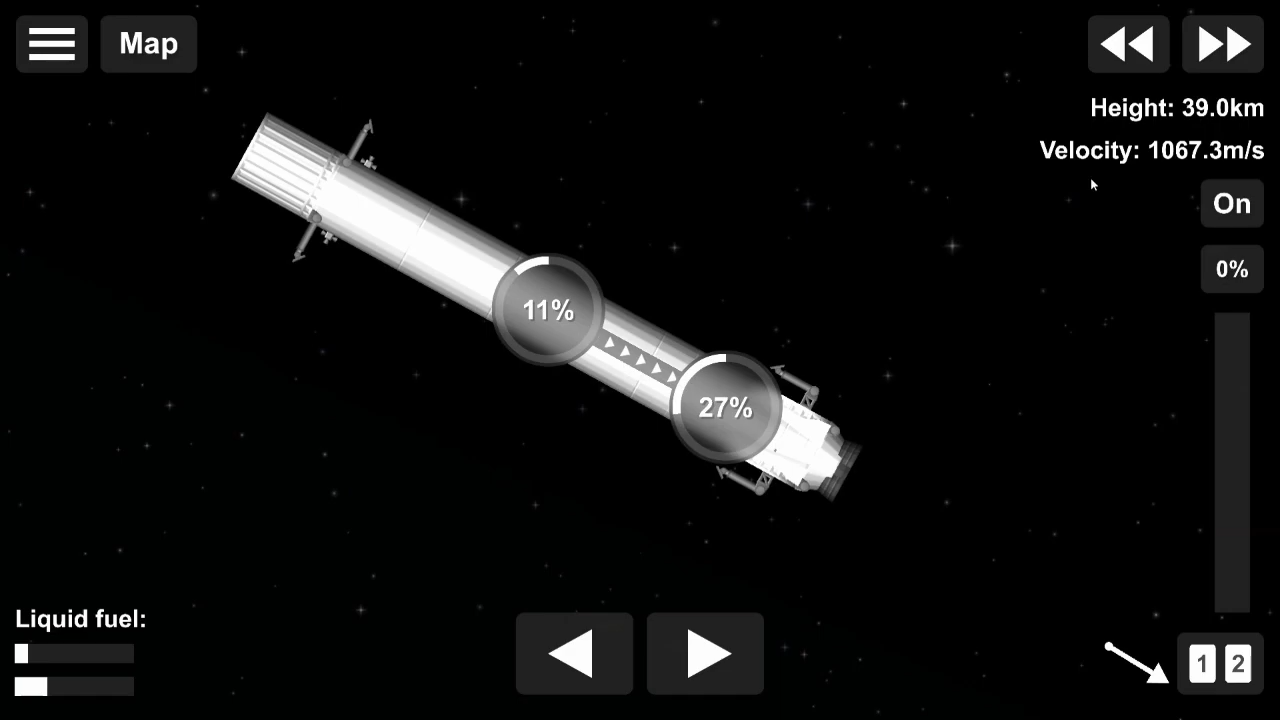 Map
Height: 39.0km
Velocity: 1067.3m/s
On
0%
11%
27%
Liquid fuel:
1 2